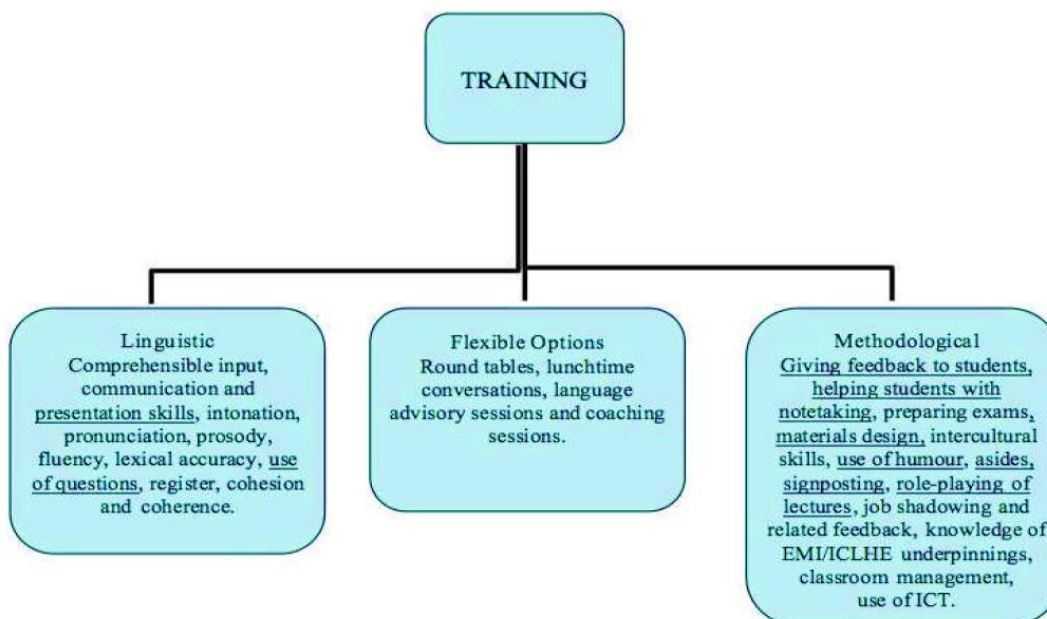 TRAINING
Linguistic
Comprehensible input,
communication and
presentation skills, intonation,
pronunciation, prosody,
fluency, lexical accuracy, use
of questions, register, cohesion
and coherence.
Flexible Options
Round tables, lunchtime
conversations, language
advisory sessions and coaching
sessions.
Methodological
Giving feedback to students,
helping students with
notetaking, preparing exams,
materials design, intercultural
skills, use of humour, asides,
signposting, role-playing of
lectures, job shadowing and
related feedback, knowledge of
EMI/ICLHE underpinnings,
classroom management,
use of ICT.